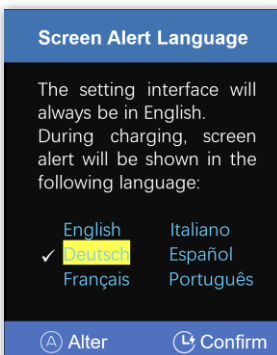 Screen Alert Language
The setting interface will
always be in English.
During charging, screen
alert will be shown in the
following language:
English Italiano
✓ Deutsch Español
Français Português
Ⓐ Alter Confirm